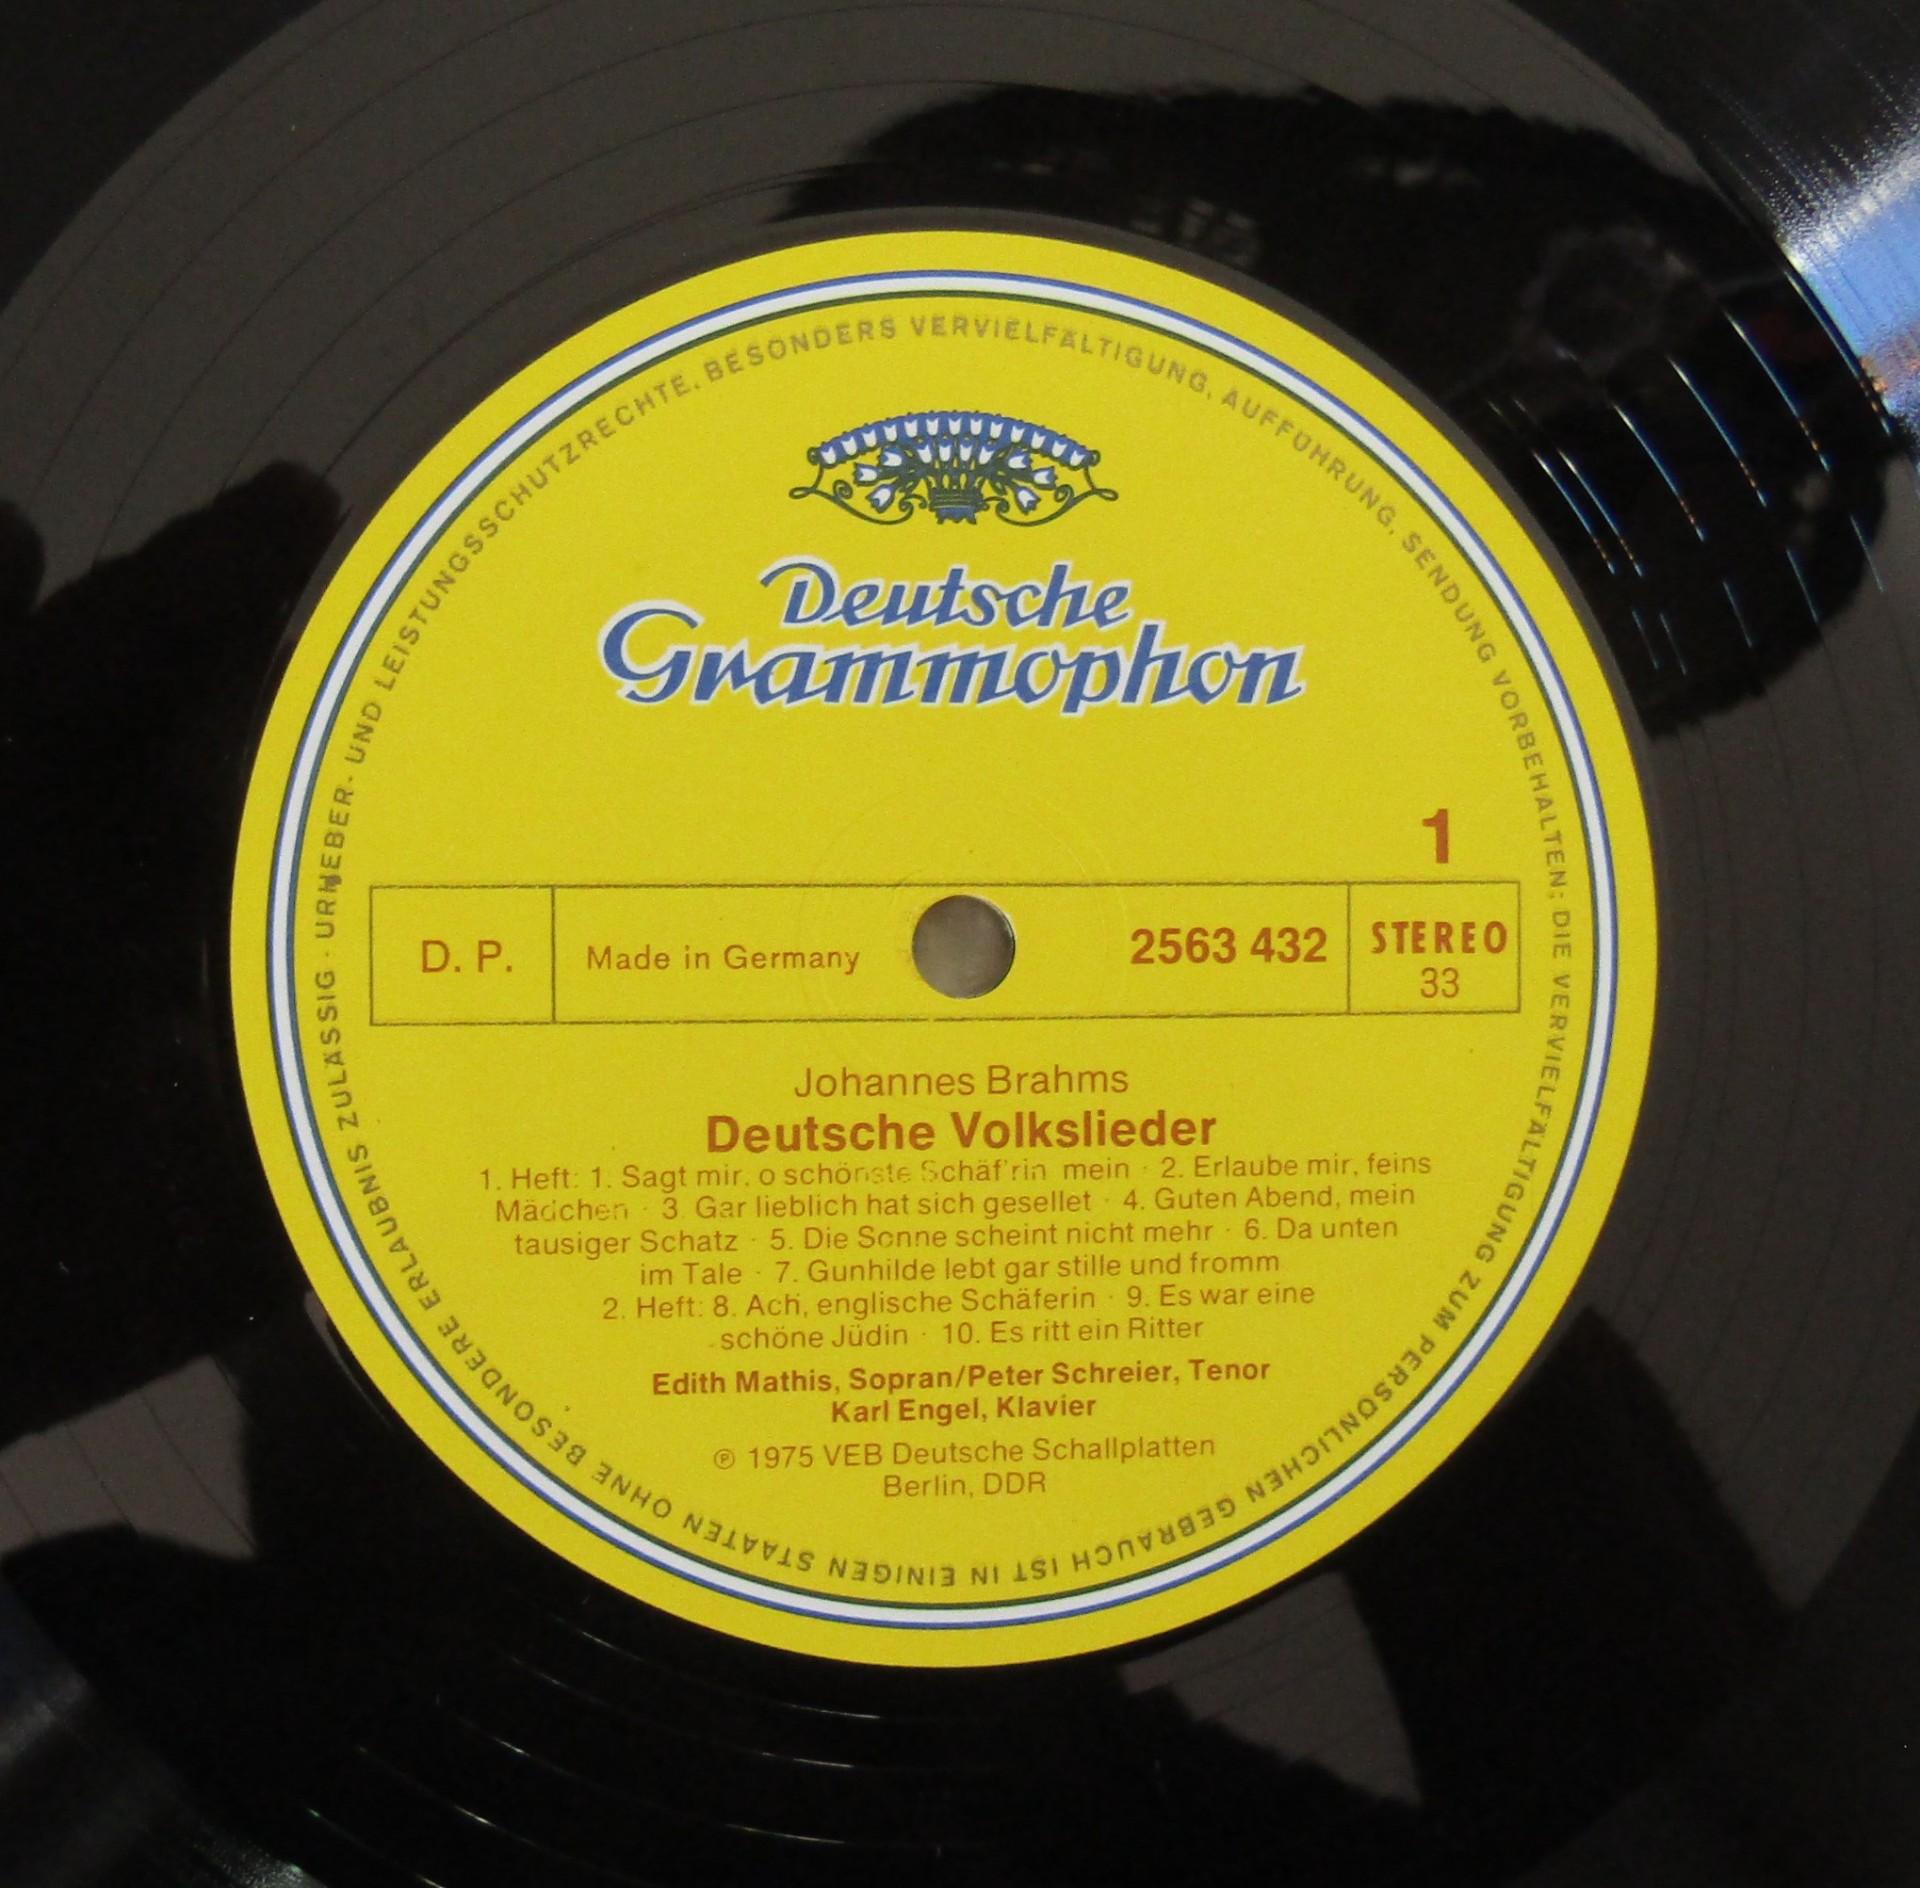 Deutsche
Grammophon
1
D. P.
Made in Germany
2563 432
STEREO
33
Johannes Brahms
Deutsche Volkslieder
1. Heft: 1. Sagt mir, o schönste Schäf'rin mein · 2. Erlaube mir, feins
Mädchen · 3. Gar lieblich hat sich gesellet · 4. Guten Abend, mein
tausiger Schatz · 5. Die Sonne scheint nicht mehr · 6. Da unten
im Tale · 7. Gunhilde lebt gar stille und fromm
2. Heft: 8. Ach, englische Schäferin · 9. Es war eine
schöne Jüdin · 10. Es ritt ein Ritter
Edith Mathis, Sopran/Peter Schreier, Tenor
Karl Engel, Klavier
℗ 1975 VEB Deutsche Schallplatten
Berlin, DDR
URHEBER- UND LEISTUNGSSCHUTZRECHTE, BESONDERS VERVIELFÄLTIGUNG, AUFFÜHRUNG, SENDUNG VORBEHALTEN; DIE VERVIELFÄLTIGUNG ZUM PERSÖNLICHEN GEBRAUCH IST IN EINIGEN STAATEN OHNE BESONDERE ERLAUBNIS ZULÄSSIG ·